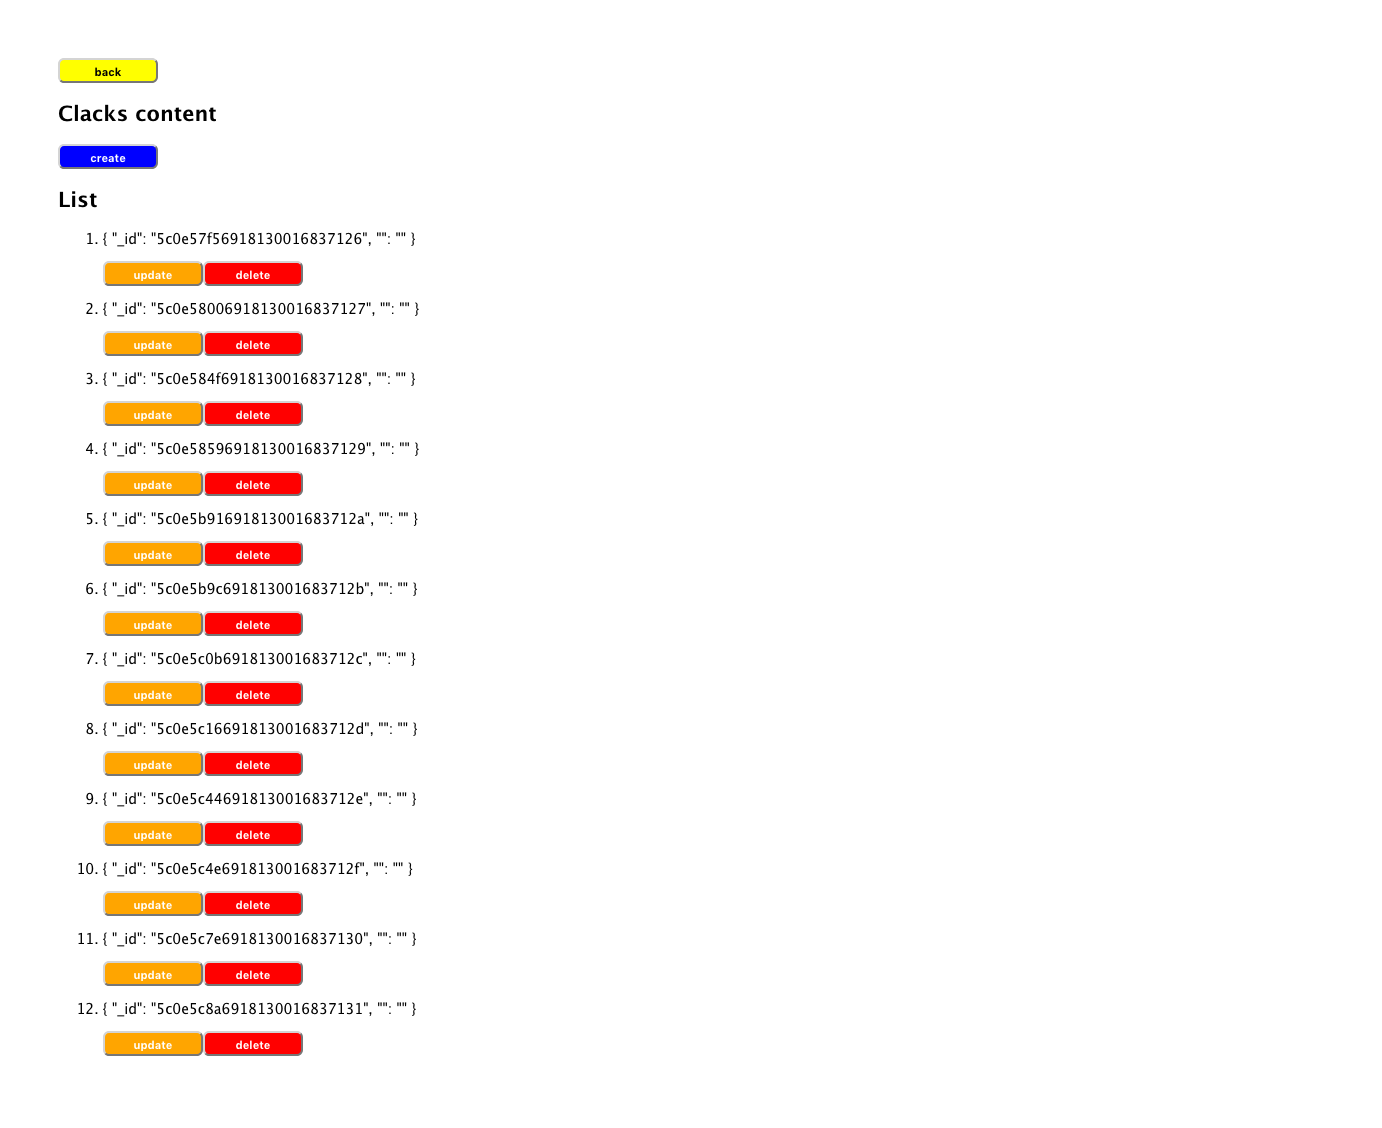 back
Clacks content
create
List
1. { "_id": "5c0e57f56918130016837126", "": "" }
update delete
2. { "_id": "5c0e58006918130016837127", "": "" }
update delete
3. { "_id": "5c0e584f6918130016837128", "": "" }
update delete
4. { "_id": "5c0e58596918130016837129", "": "" }
update delete
5. { "_id": "5c0e5b91691813001683712a", "": "" }
update delete
6. { "_id": "5c0e5b9c691813001683712b", "": "" }
update delete
7. { "_id": "5c0e5c0b691813001683712c", "": "" }
update delete
8. { "_id": "5c0e5c16691813001683712d", "": "" }
update delete
9. { "_id": "5c0e5c44691813001683712e", "": "" }
update delete
10. { "_id": "5c0e5c4e691813001683712f", "": "" }
update delete
11. { "_id": "5c0e5c7e6918130016837130", "": "" }
update delete
12. { "_id": "5c0e5c8a6918130016837131", "": "" }
update delete